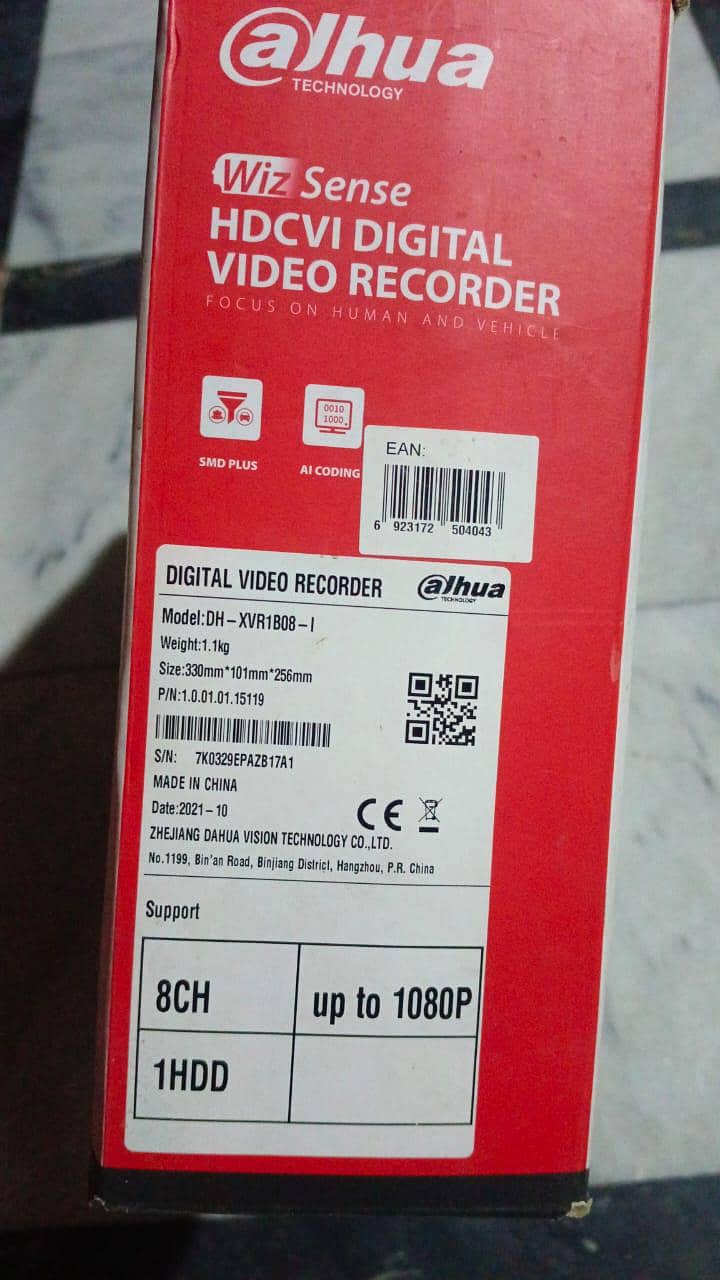 alhua
TECHNOLOGY
Wiz Sense
HDCVI DIGITAL
VIDEO RECORDER
FOCUS ON HUMAN AND VEHICLE
0010
1000
SMD PLUS
AI CODING
EAN:
6 923172 504043
DIGITAL VIDEO RECORDER
alhua
TECHNOLOGY
Model:DH-XVR1B08-I
Weight:1.1kg
Size:330mm*101mm*256mm
P/N:1.0.01.01.15119
S/N: 7K0329EPAZB17A1
MADE IN CHINA
Date:2021-10
CE
ZHEJIANG DAHUA VISION TECHNOLOGY CO.,LTD.
No.1199, Bin'an Road, Binjiang District, Hangzhou, P.R. China
Support
8CH up to 1080P
1HDD